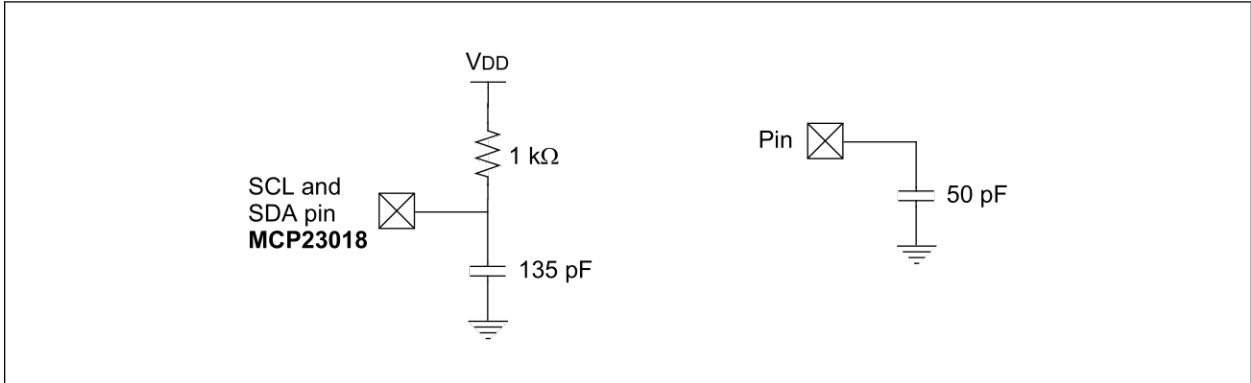 VDD
1 kΩ
SCL and
SDA pin
MCP23018
135 pF
Pin
50 pF